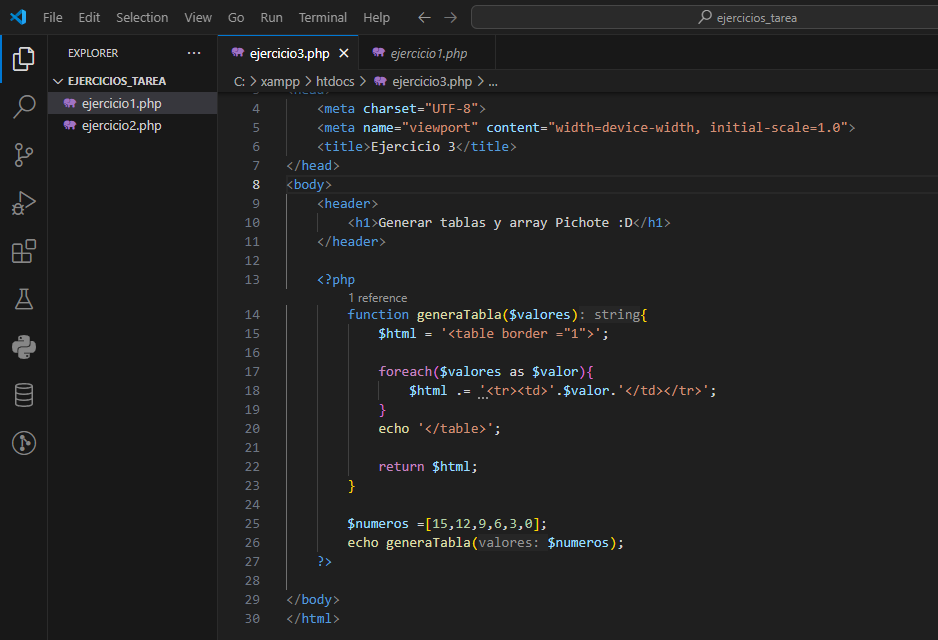 File Edit Selection View Go Run Terminal Help ← → ejercicios_tarea
EXPLORER ...
EJERCICIOS_TAREA
ejercicio1.php
ejercicio2.php
ejercicio3.php × ejercicio1.php
C: > xampp > htdocs > ejercicio3.php > ...
4 <meta charset="UTF-8">
5 <meta name="viewport" content="width=device-width, initial-scale=1.0">
6 <title>Ejercicio 3</title>
7 </head>
8 <body>
9 <header>
10 <h1>Generar tablas y array Pichote :D</h1>
11 </header>
12
13 <?php
1 reference
14 function generaTabla($valores): string{
15 $html = '<table border ="1">';
16
17 foreach($valores as $valor){
18 $html .= '<tr><td>'.$valor.'</td></tr>';
19 }
20 echo '</table>';
21
22 return $html;
23 }
24
25 $numeros =[15,12,9,6,3,0];
26 echo generaTabla(valores: $numeros);
27 ?>
28
29 </body>
30 </html>